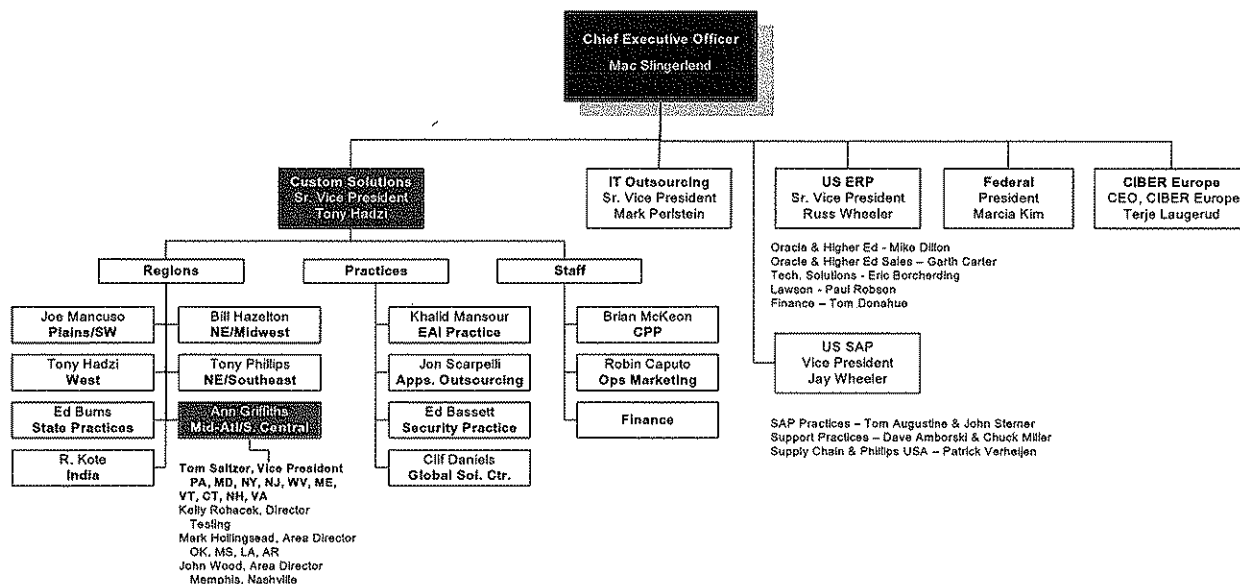 Chief Executive Officer
Mac Slingerlend
Custom Solutions
Sr. Vice President
Tony Hadzi
IT Outsourcing
Sr. Vice President
Mark Perlstein
US ERP
Sr. Vice President
Russ Wheeler
Federal
President
Marcia Kim
CIBER Europe
CEO, CIBER Europe
Terje Laugerud
Oracle & Higher Ed - Mike Dillon
Oracle & Higher Ed Sales – Garth Carter
Tech. Solutions - Eric Borcherding
Lawson - Paul Robson
Finance – Tom Donahue
US SAP
Vice President
Jay Wheeler
SAP Practices – Tom Augustine & John Sterner
Support Practices – Dave Amborski & Chuck Miller
Supply Chain & Phillips USA – Patrick Verheijen
Regions
Joe Mancuso
Plains/SW
Bill Hazelton
NE/Midwest
Tony Hadzi
West
Tony Phillips
NE/Southeast
Ed Burns
State Practices
Ann Griffiths
Mid-Atl/S. Central
R. Kote
India
Tom Saltzer, Vice President
PA, MD, NY, NJ, WV, ME,
VT, CT, NH, VA
Kelly Rohacek, Director
Testing
Mark Hollingsead, Area Director
OK, MS, LA, AR
John Wood, Area Director
Memphis, Nashville
Practices
Khalid Mansour
EAI Practice
Jon Scarpelli
Apps. Outsourcing
Ed Bassett
Security Practice
Clif Daniels
Global Sol. Ctr.
Staff
Brian McKeon
CPP
Robin Caputo
Ops Marketing
Finance